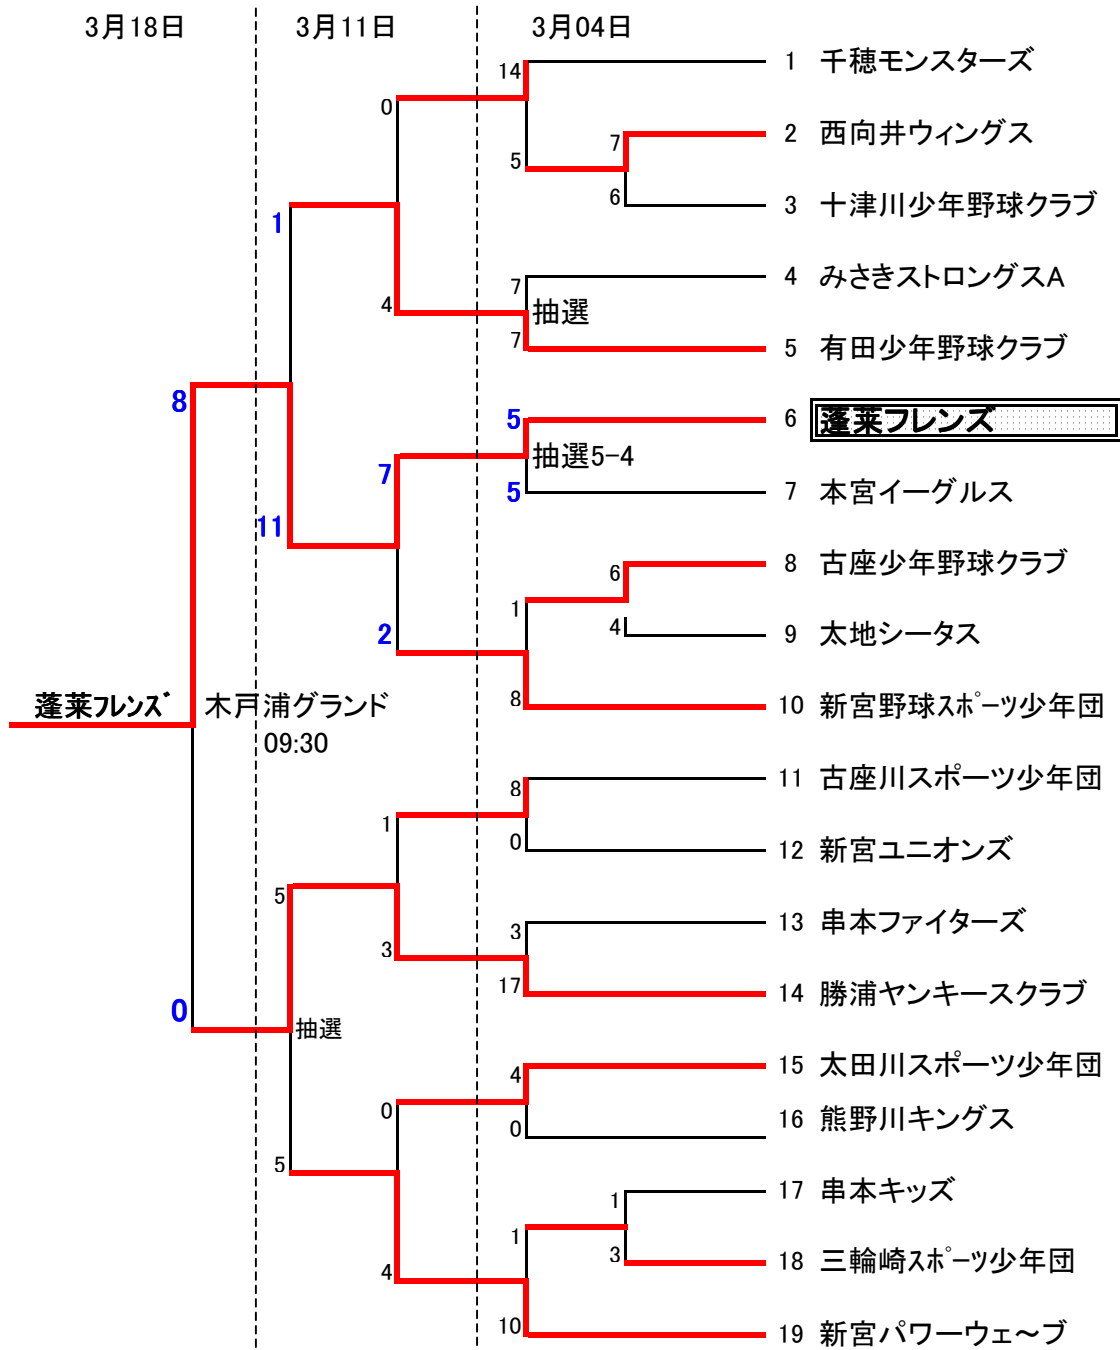 3月18日 3月11日 3月04日
14 1 千穂モンスターズ
0
7 2 西向井ウィングス
5
6 3 十津川少年野球クラブ
1
7 4 みさきストロングスA
4 抽選
7 5 有田少年野球クラブ
8
5 6 蓬莱フレンズ
7 抽選5-4
5 7 本宮イーグルス
11
6 8 古座少年野球クラブ
1
2 4 9 太地シータス
8 10 新宮野球ｽﾎﾟｰﾂ少年団
蓬莱ﾌﾚﾝｽﾞ 木戸浦グランド
09:30
8 11 古座川スポーツ少年団
1
0 12 新宮ユニオンズ
5
3 13 串本ファイターズ
3
17 14 勝浦ヤンキースクラブ
0 抽選
4 15 太田川スポーツ少年団
0
0 16 熊野川キングス
5
1 17 串本キッズ
1
3 18 三輪崎ｽﾎﾟｰﾂ少年団
4
10 19 新宮パワーウェ～ブ